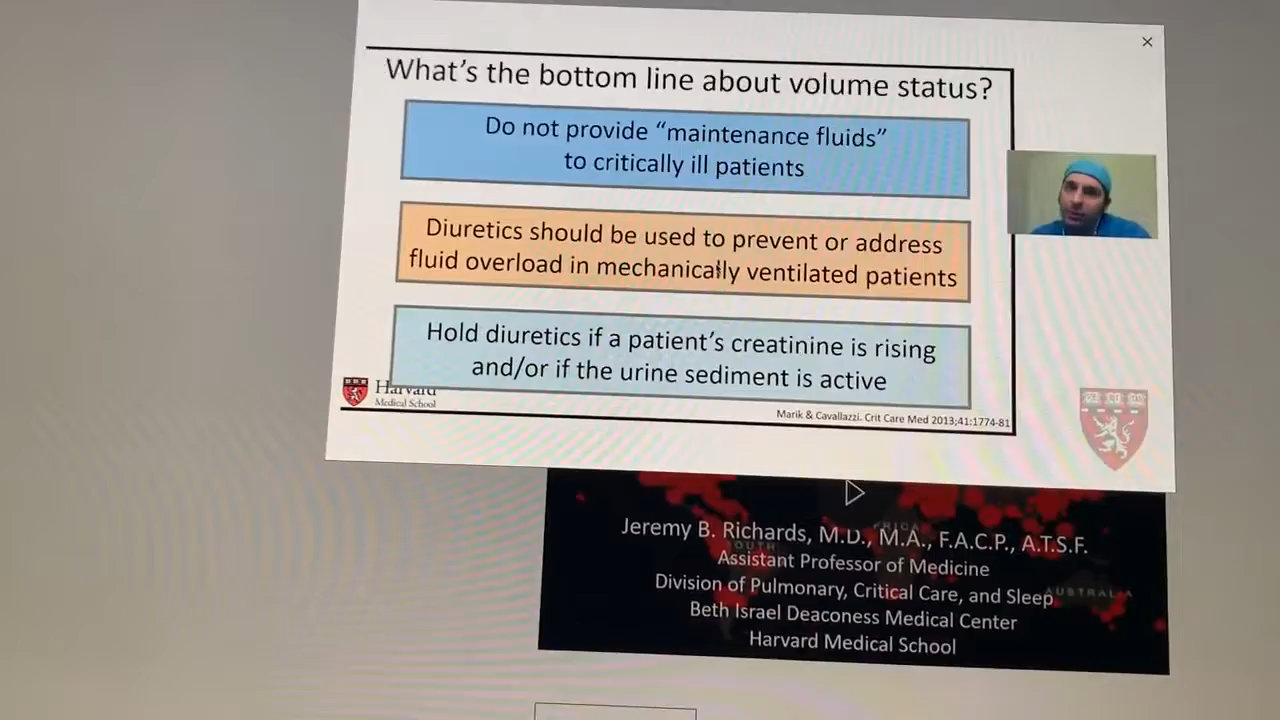 What's the bottom line about volume status?
Do not provide “maintenance fluids”
to critically ill patients
Diuretics should be used to prevent or address
fluid overload in mechanically ventilated patients
Hold diuretics if a patient's creatinine is rising
and/or if the urine sediment is active
Harvard
Medical School
Marik & Cavallazzi. Crit Care Med 2013;41:1774-81
AFRICA
Jeremy B. Richards, M.D., M.A., F.A.C.P., A.T.S.F.
SOUTH
Assistant Professor of Medicine
Division of Pulmonary, Critical Care, and Sleep
AUSTRALIA
Beth Israel Deaconess Medical Center
Harvard Medical School